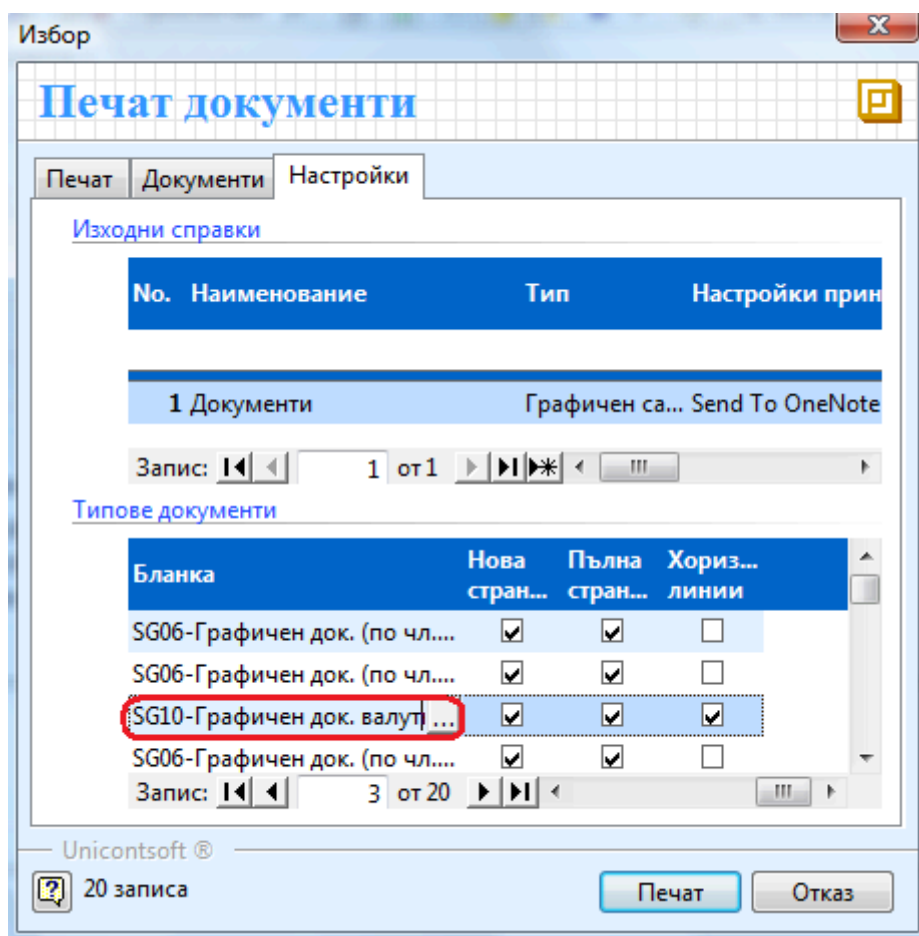 Избор
Печат документи
Печат Документи Настройки
Изходни справки
No. Наименование Тип Настройки прин
1 Документи Графичен са... Send To OneNote
Запис: 1 от 1
Типове документи
Бланка Нова стран... Пълна стран... Хориз... линии
SG06-Графичен док. (по чл....
SG06-Графичен док. (по чл....
SG10-Графичен док. валут ...
SG06-Графичен док. (по чл....
Запис: 3 от 20
Unicontsoft ®
20 записа Печат Отказ